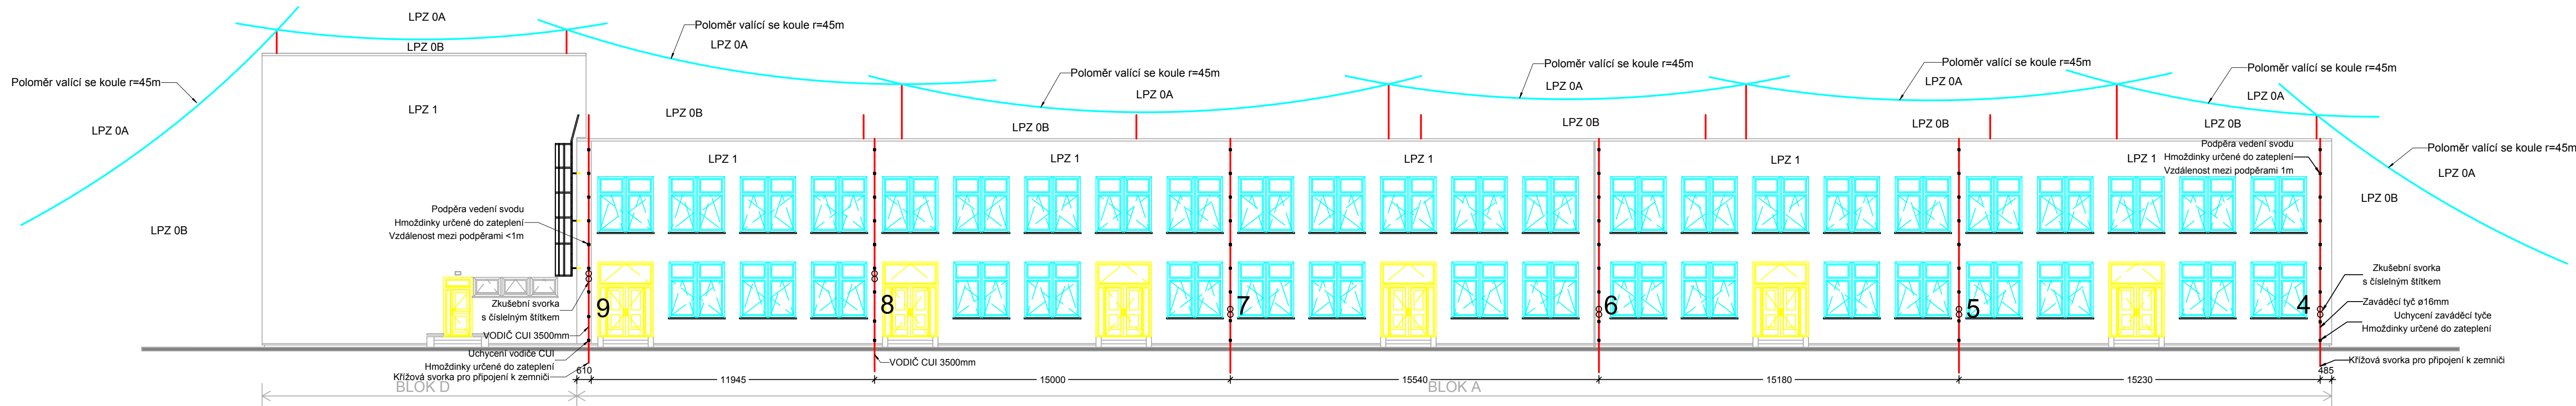 LPZ 0A
LPZ 0B
Poloměr valící se koule r=45m
LPZ 0A
Poloměr valící se koule r=45m
LPZ 0A
Poloměr valící se koule r=45m
LPZ 0A
Poloměr valící se koule r=45m
LPZ 0A
Poloměr valící se koule r=45m
LPZ 0A
Poloměr valící se koule r=45m
LPZ 0A
Poloměr valící se koule r=45m
LPZ 0A
LPZ 0A
LPZ 0B
LPZ 1
LPZ 0B
LPZ 0B
LPZ 0B
LPZ 0B
LPZ 0B
LPZ 0B
LPZ 1
LPZ 1
LPZ 1
LPZ 1
LPZ 1
Podpěra vedení svodu
Hmoždinky určené do zateplení
Vzdálenost mezi podpěrami 1m
Podpěra vedení svodu
Hmoždinky určené do zateplení
Vzdálenost mezi podpěrami <1m
Zkušební svorka
s číslelným štítkem
VODIČ CUI 3500mm
Uchycení vodiče CUI
Hmoždinky určené do zateplení
Křížová svorka pro připojení k zemniči
9
8
7
6
5
4
VODIČ CUI 3500mm
Zkušební svorka
s číslelným štítkem
Zaváděcí tyč ø16mm
Uchycení zaváděcí tyče
Hmoždinky určené do zateplení
Křížová svorka pro připojení k zemniči
610
11945
15000
15540
15180
15230
485
BLOK D
BLOK A